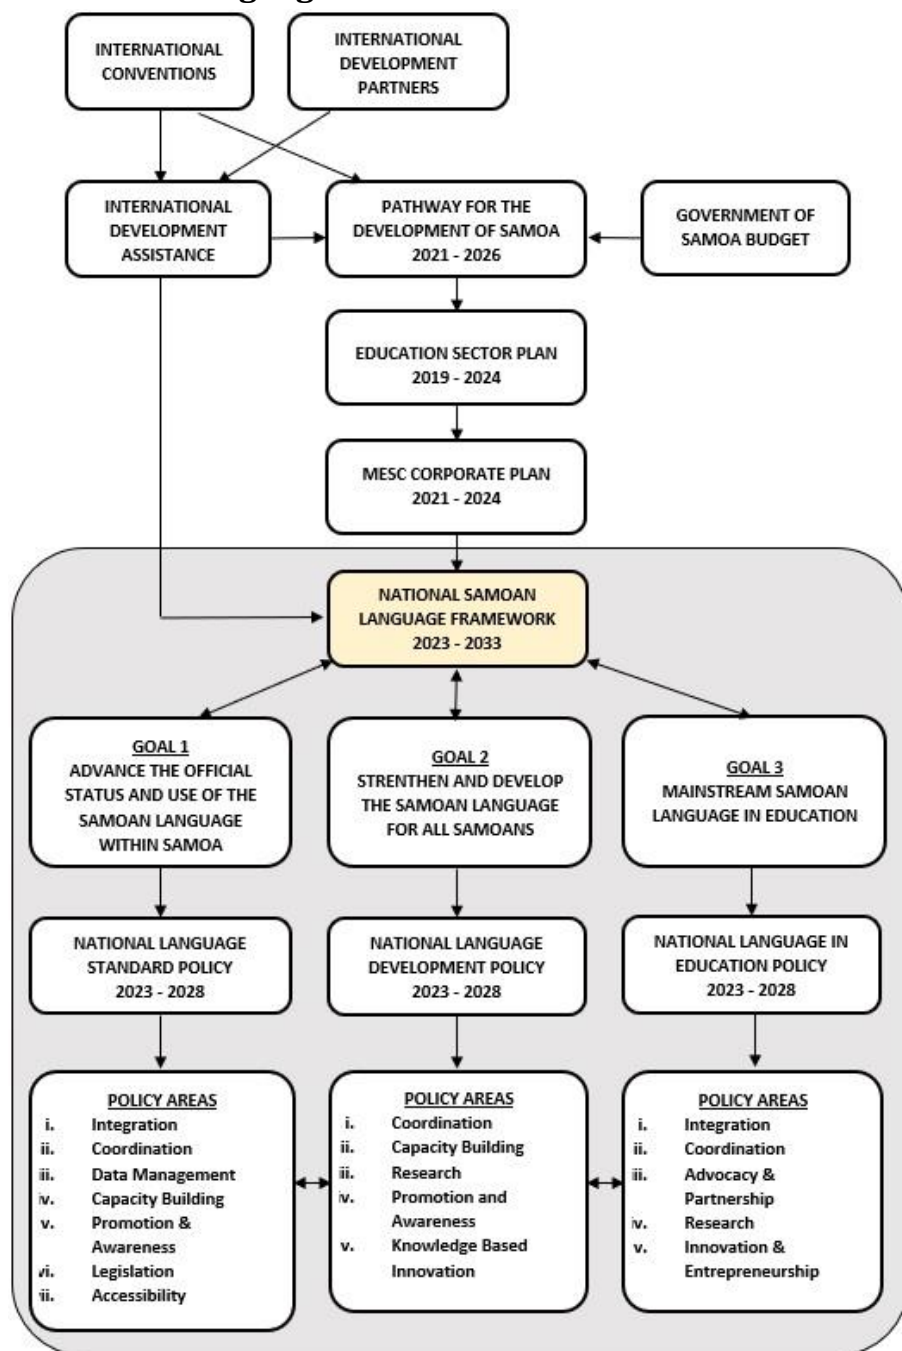 INTERNATIONAL
CONVENTIONS
INTERNATIONAL
DEVELOPMENT
PARTNERS
INTERNATIONAL
DEVELOPMENT
ASSISTANCE
PATHWAY FOR THE
DEVELOPMENT OF SAMOA
2021 - 2026
GOVERNMENT OF
SAMOA BUDGET
EDUCATION SECTOR PLAN
2019 - 2024
MESC CORPORATE PLAN
2021 - 2024
NATIONAL SAMOAN
LANGUAGE FRAMEWORK
2023 - 2033
GOAL 1
ADVANCE THE OFFICIAL
STATUS AND USE OF THE
SAMOAN LANGUAGE
WITHIN SAMOA
GOAL 2
STRENTHEN AND DEVELOP
THE SAMOAN LANGUAGE
FOR ALL SAMOANS
GOAL 3
MAINSTREAM SAMOAN
LANGUAGE IN EDUCATION
NATIONAL LANGUAGE
STANDARD POLICY
2023 - 2028
NATIONAL LANGUAGE
DEVELOPMENT POLICY
2023 - 2028
NATIONAL LANGUAGE IN
EDUCATION POLICY
2023 - 2028
POLICY AREAS
i. Integration
ii. Coordination
iii. Data Management
iv. Capacity Building
v. Promotion &
Awareness
vi. Legislation
vii. Accessibility
POLICY AREAS
i. Coordination
ii. Capacity Building
iii. Research
iv. Promotion and
Awareness
v. Knowledge Based
Innovation
POLICY AREAS
i. Integration
ii. Coordination
iii. Advocacy &
Partnership
iv. Research
v. Innovation &
Entrepreneurship